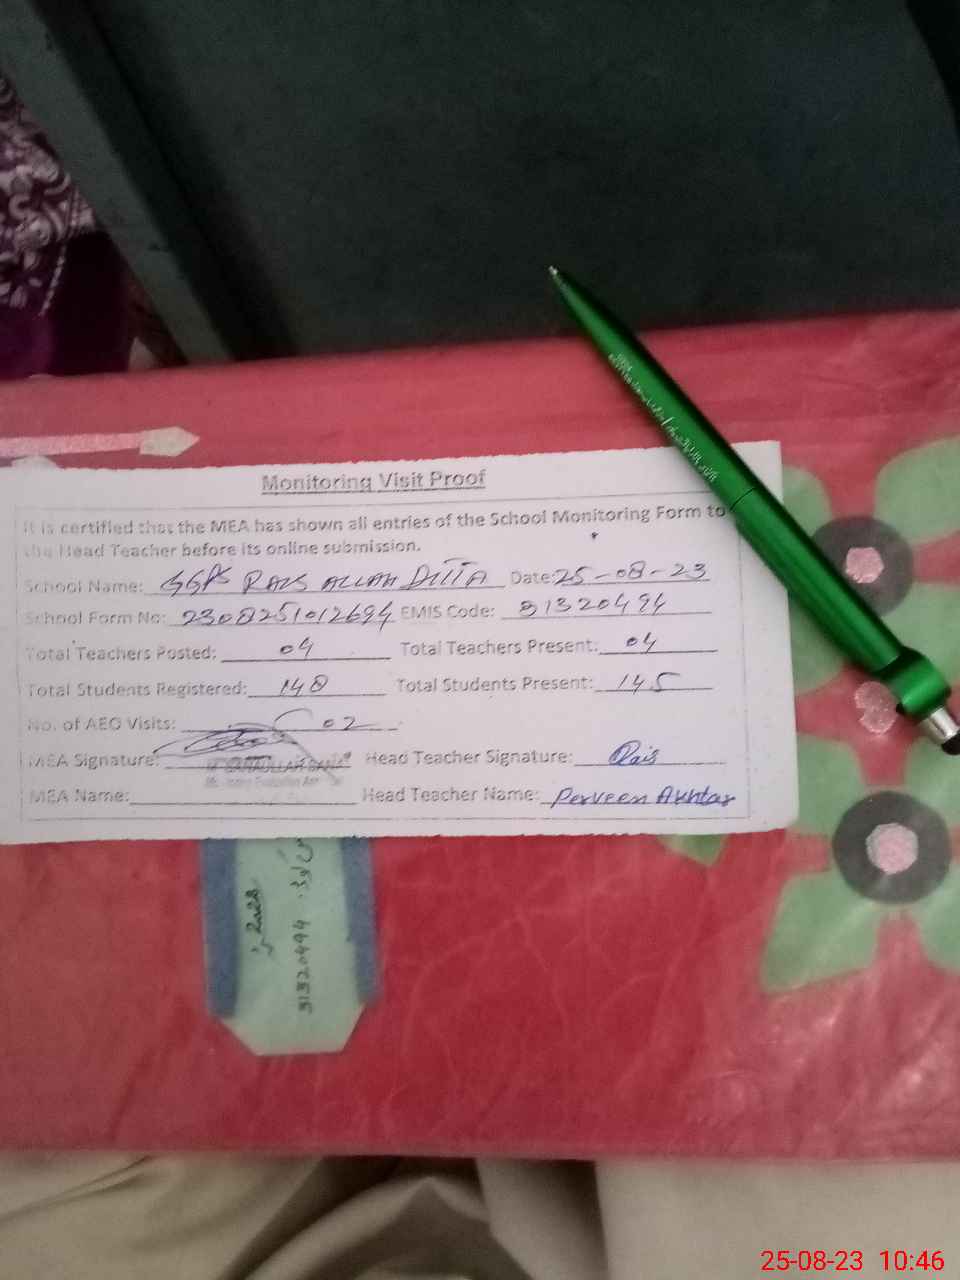 Monitoring Visit Proof
It is certified that the MEA has shown all entries of the School Monitoring Form to
the Head Teacher before its online submission.
School Name: GGPS RAIS ALLAH DITTA Date: 25-08-23
School Form No: 2308251012694 EMIS Code: 31320494
Total Teachers Posted: 04 Total Teachers Present: 04
Total Students Registered: 148 Total Students Present: 145
No. of AEO Visits: 02
MEA Signature: Head Teacher Signature: Rais
MEA Name: Head Teacher Name: Perveen Akhtar
31320494
25-08-23 10:46